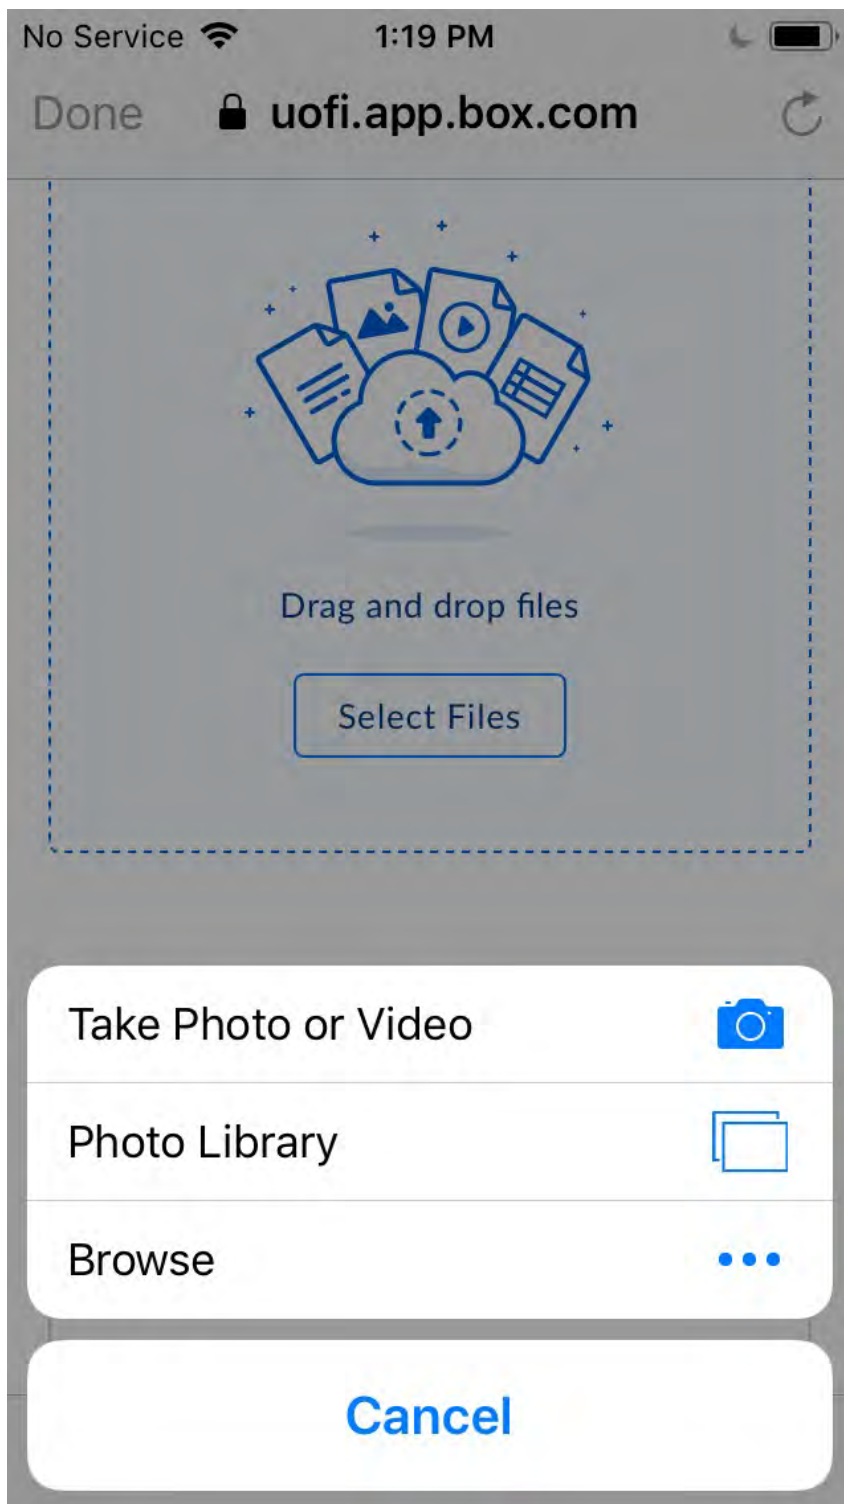 No Service 1:19 PM
Done uofi.app.box.com
Drag and drop files
Select Files
Take Photo or Video
Photo Library
Browse
Cancel